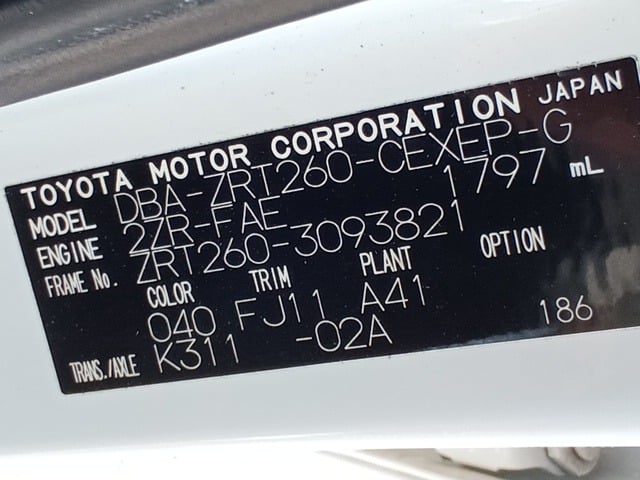 TOYOTA MOTOR CORPORATION JAPAN
MODEL DBA-ZRT260-CEXEP-G
ENGINE 2ZR-FAE 1797 mL
FRAME No. ZRT260-3093821
COLOR TRIM PLANT OPTION
040 FJ11 A41
TRANS./AXLE K311 -02A 186